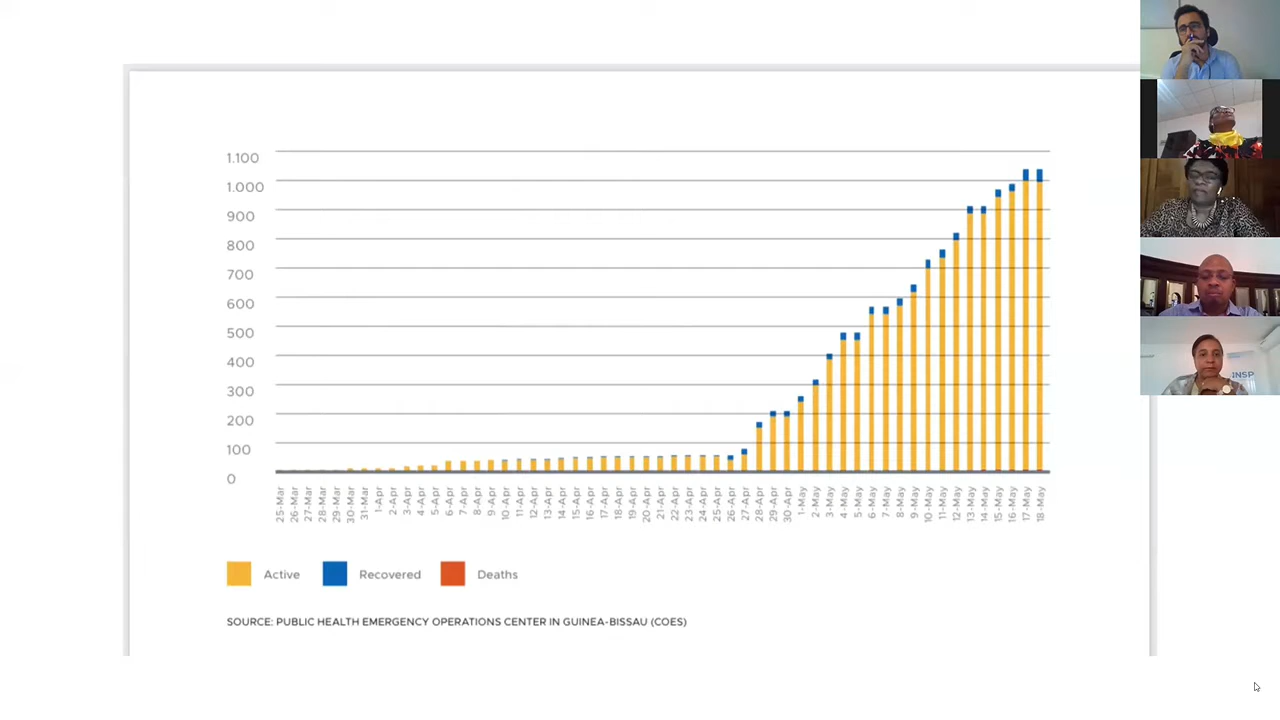 1.100
1.000
900
800
700
600
500
400
300
200
100
0
25-Mar
26-Mar
27-Mar
28-Mar
29-Mar
30-Mar
31-Mar
1-Apr
2-Apr
3-Apr
4-Apr
5-Apr
6-Apr
7-Apr
8-Apr
9-Apr
10-Apr
11-Apr
12-Apr
13-Apr
14-Apr
15-Apr
16-Apr
17-Apr
18-Apr
19-Apr
20-Apr
21-Apr
22-Apr
23-Apr
24-Apr
25-Apr
26-Apr
27-Apr
28-Apr
29-Apr
30-Apr
1-May
2-May
3-May
4-May
5-May
6-May
7-May
8-May
9-May
10-May
11-May
12-May
13-May
14-May
15-May
16-May
17-May
18-May
Active Recovered Deaths
SOURCE: PUBLIC HEALTH EMERGENCY OPERATIONS CENTER IN GUINEA-BISSAU (COES)
INSP